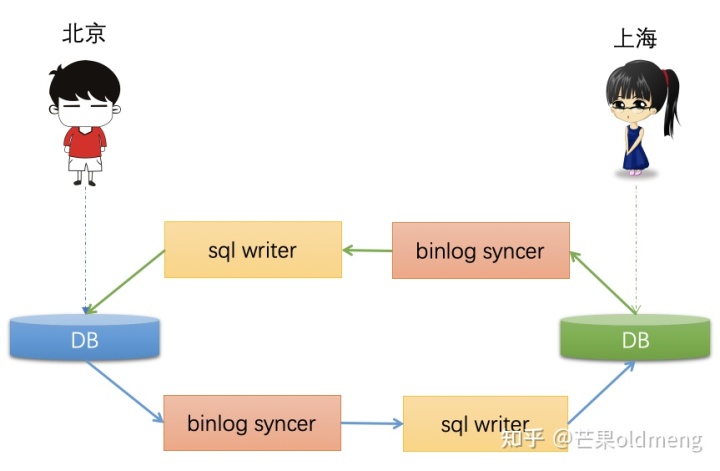 北京
上海
sql writer
binlog syncer
DB
DB
binlog syncer
sql writer
知乎 @芒果oldmeng